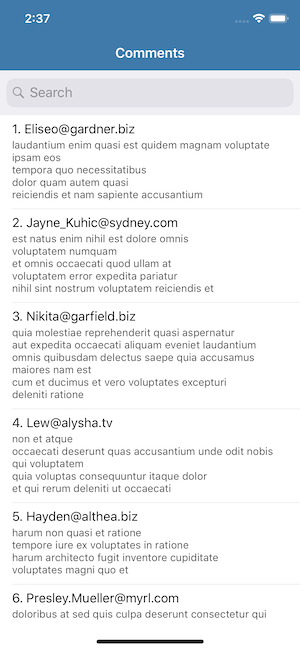 2:37
Comments
Search
1. Eliseo@gardner.biz
laudantium enim quasi est quidem magnam voluptate
ipsam eos
tempora quo necessitatibus
dolor quam autem quasi
reiciendis et nam sapiente accusantium
2. Jayne_Kuhic@sydney.com
est natus enim nihil est dolore omnis
voluptatem numquam
et omnis occaecati quod ullam at
voluptatem error expedita pariatur
nihil sint nostrum voluptatem reiciendis et
3. Nikita@garfield.biz
quia molestiae reprehenderit quasi aspernatur
aut expedita occaecati aliquam eveniet laudantium
omnis quibusdam delectus saepe quia accusamus
maiores nam est
cum et ducimus et vero voluptates excepturi
deleniti ratione
4. Lew@alysha.tv
non et atque
occaecati deserunt quas accusantium unde odit nobis
qui voluptatem
quia voluptas consequuntur itaque dolor
et qui rerum deleniti ut occaecati
5. Hayden@althea.biz
harum non quasi et ratione
tempore iure ex voluptates in ratione
harum architecto fugit inventore cupiditate
voluptates magni quo et
6. Presley.Mueller@myrl.com
doloribus at sed quis culpa deserunt consectetur qui